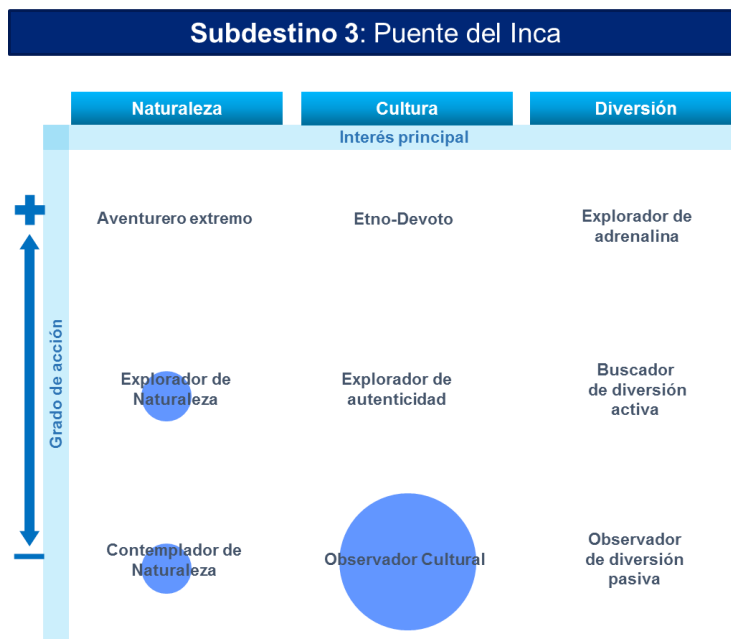 Subdestino 3: Puente del Inca
Naturaleza
Cultura
Diversión
Interés principal
Grado de acción
Aventurero extremo
Etno-Devoto
Explorador de
adrenalina
Explorador de
Naturaleza
Explorador de
autenticidad
Buscador
de diversión
activa
Contemplador de
Naturaleza
Observador Cultural
Observador
de diversión
pasiva